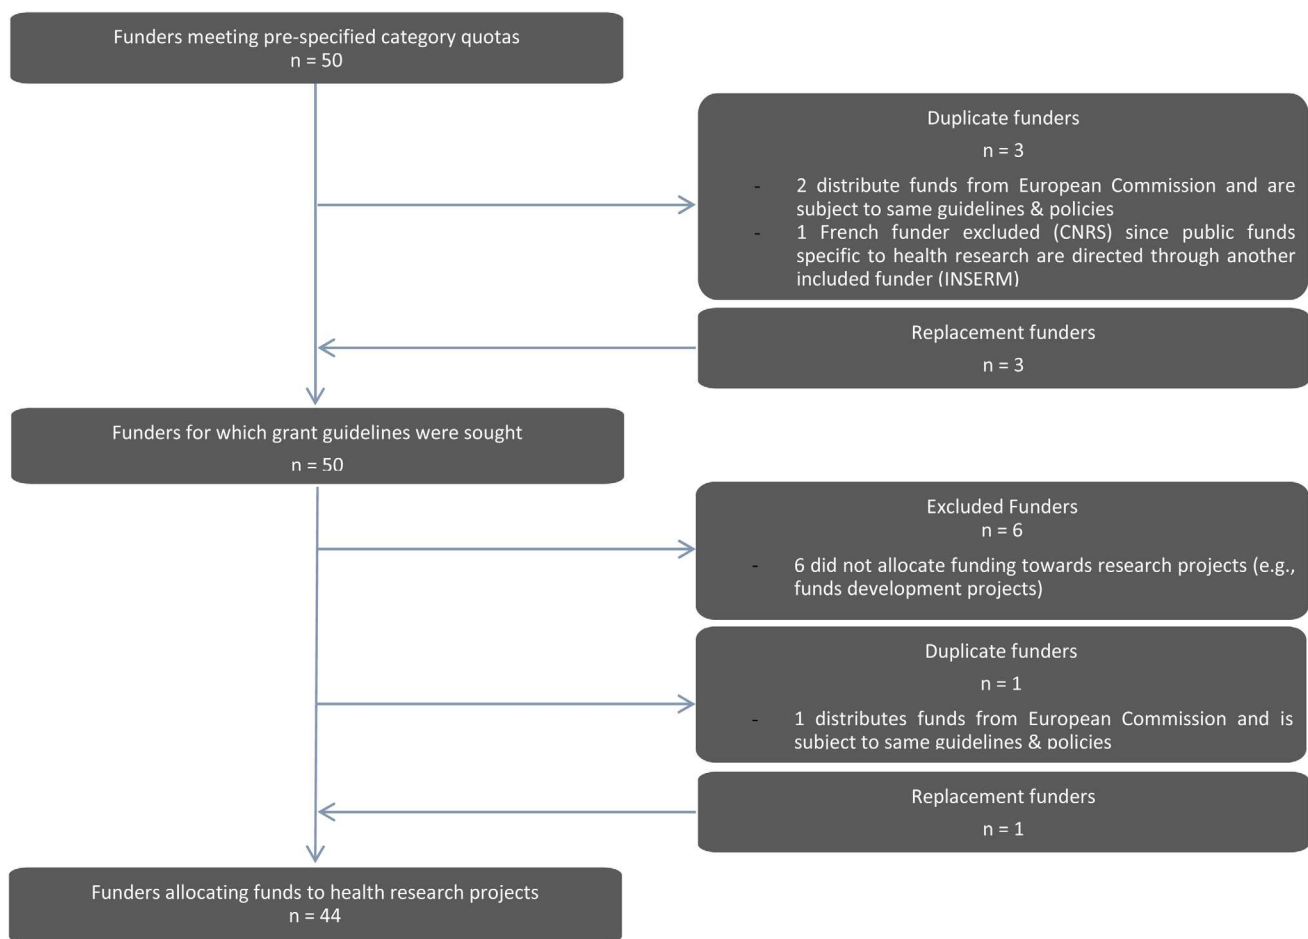 Funders meeting pre-specified category quotas
n = 50
Duplicate funders
n = 3
- 2 distribute funds from European Commission and are
subject to same guidelines & policies
- 1 French funder excluded (CNRS) since public funds
specific to health research are directed through another
included funder (INSERM)
Replacement funders
n = 3
Funders for which grant guidelines were sought
n = 50
Excluded Funders
n = 6
- 6 did not allocate funding towards research projects (e.g.,
funds development projects)
Duplicate funders
n = 1
- 1 distributes funds from European Commission and is
subject to same guidelines & policies
Replacement funders
n = 1
Funders allocating funds to health research projects
n = 44